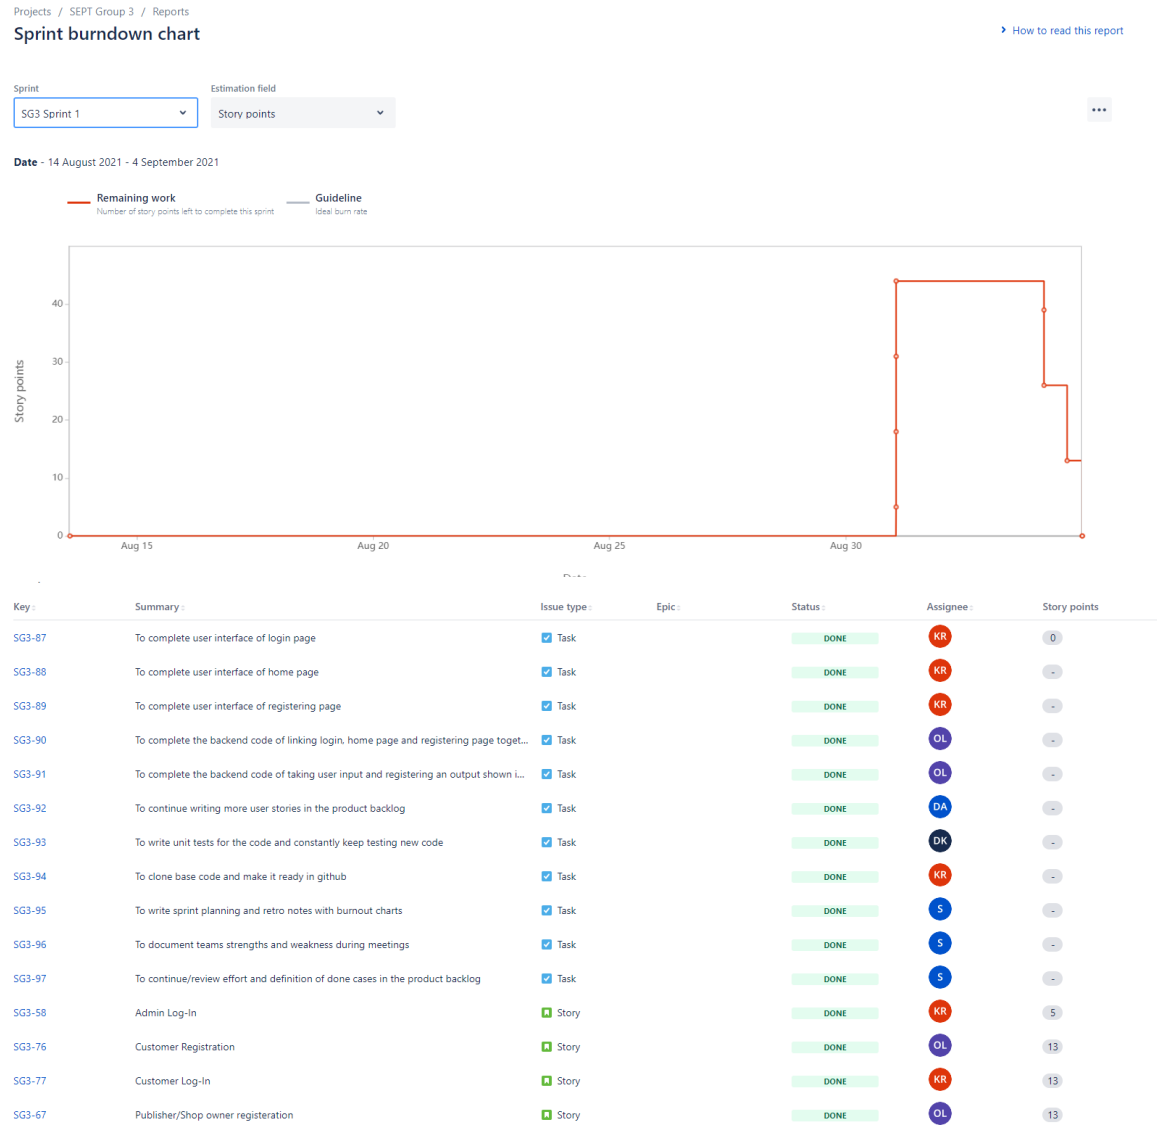 Projects / SEPT Group 3 / Reports
Sprint burndown chart
How to read this report
Sprint
Estimation field
SG3 Sprint 1
Story points
Date - 14 August 2021 - 4 September 2021
Remaining work
Number of story points left to complete this sprint
Guideline
Ideal burn rate
Story points
40
30
20
10
0
Aug 15
Aug 20
Aug 25
Aug 30
Key Summary Issue type Epic Status Assignee Story points
SG3-87 To complete user interface of login page Task DONE KR 0
SG3-88 To complete user interface of home page Task DONE KR -
SG3-89 To complete user interface of registering page Task DONE KR -
SG3-90 To complete the backend code of linking login, home page and registering page toget... Task DONE OL -
SG3-91 To complete the backend code of taking user input and registering an output shown i... Task DONE OL -
SG3-92 To continue writing more user stories in the product backlog Task DONE DA -
SG3-93 To write unit tests for the code and constantly keep testing new code Task DONE DK -
SG3-94 To clone base code and make it ready in github Task DONE KR -
SG3-95 To write sprint planning and retro notes with burnout charts Task DONE S -
SG3-96 To document teams strengths and weakness during meetings Task DONE S -
SG3-97 To continue/review effort and definition of done cases in the product backlog Task DONE S -
SG3-58 Admin Log-In Story DONE KR 5
SG3-76 Customer Registration Story DONE OL 13
SG3-77 Customer Log-In Story DONE KR 13
SG3-67 Publisher/Shop owner registeration Story DONE OL 13